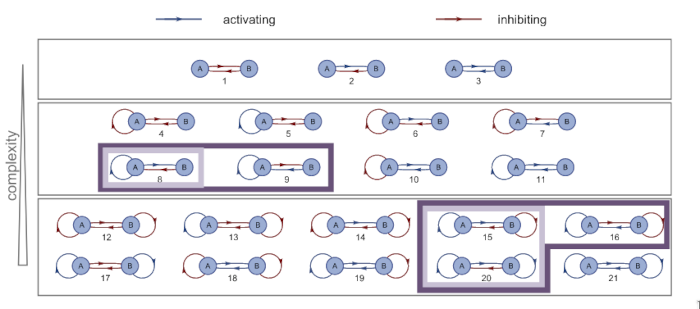 activating inhibiting
complexity
A B A B A B
1 2 3
A B A B A B A B
4 5 6 7
A B A B A B A B
8 9 10 11
A B A B A B A B A B
12 13 14 15 16
A B A B A B A B A B
17 18 19 20 21
1